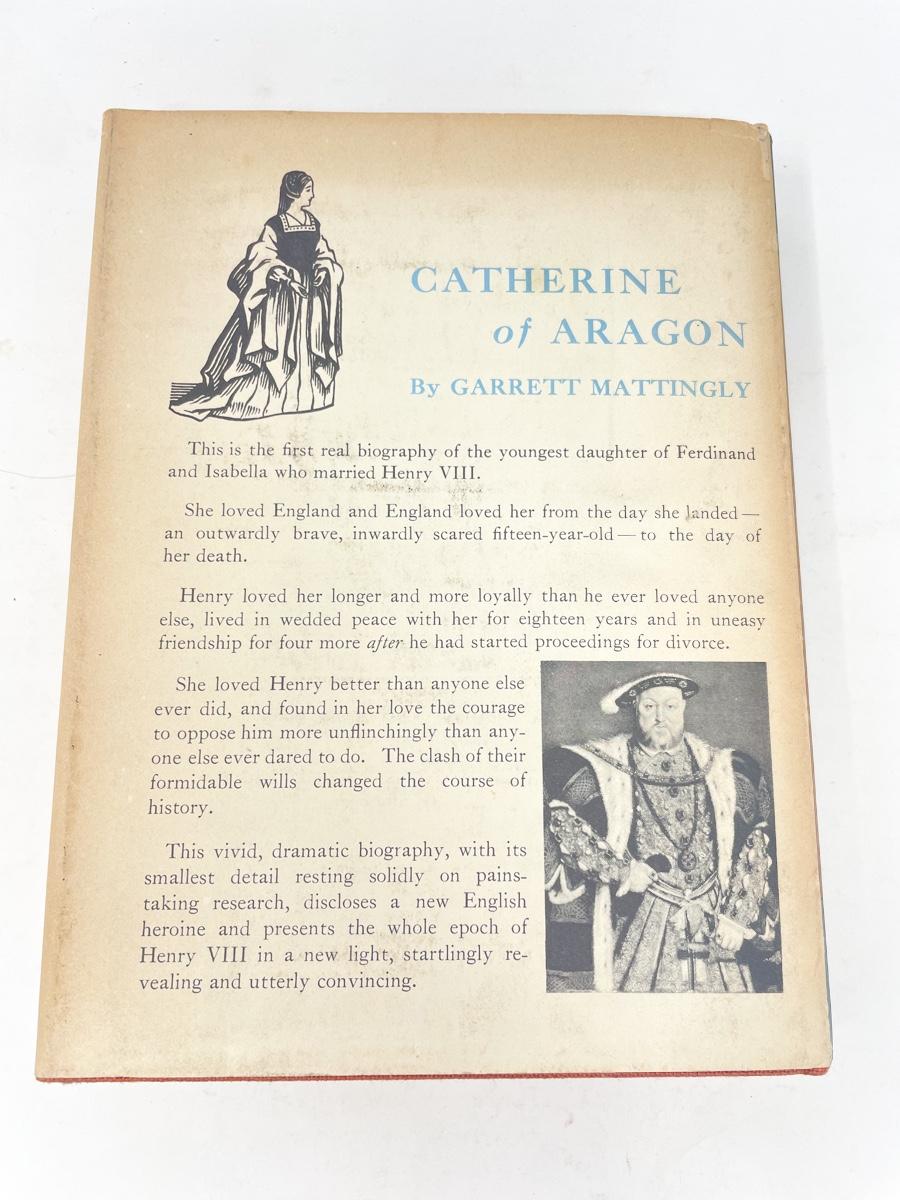 CATHERINE
of ARAGON
By GARRETT MATTINGLY
This is the first real biography of the youngest daughter of Ferdinand
and Isabella who married Henry VIII.
She loved England and England loved her from the day she landed—
an outwardly brave, inwardly scared fifteen-year-old—to the day of
her death.
Henry loved her longer and more loyally than he ever loved anyone
else, lived in wedded peace with her for eighteen years and in uneasy
friendship for four more after he had started proceedings for divorce.
She loved Henry better than anyone else
ever did, and found in her love the courage
to oppose him more unflinchingly than any-
one else ever dared to do. The clash of their
formidable wills changed the course of
history.
This vivid, dramatic biography, with its
smallest detail resting solidly on pains-
taking research, discloses a new English
heroine and presents the whole epoch of
Henry VIII in a new light, startlingly re-
vealing and utterly convincing.